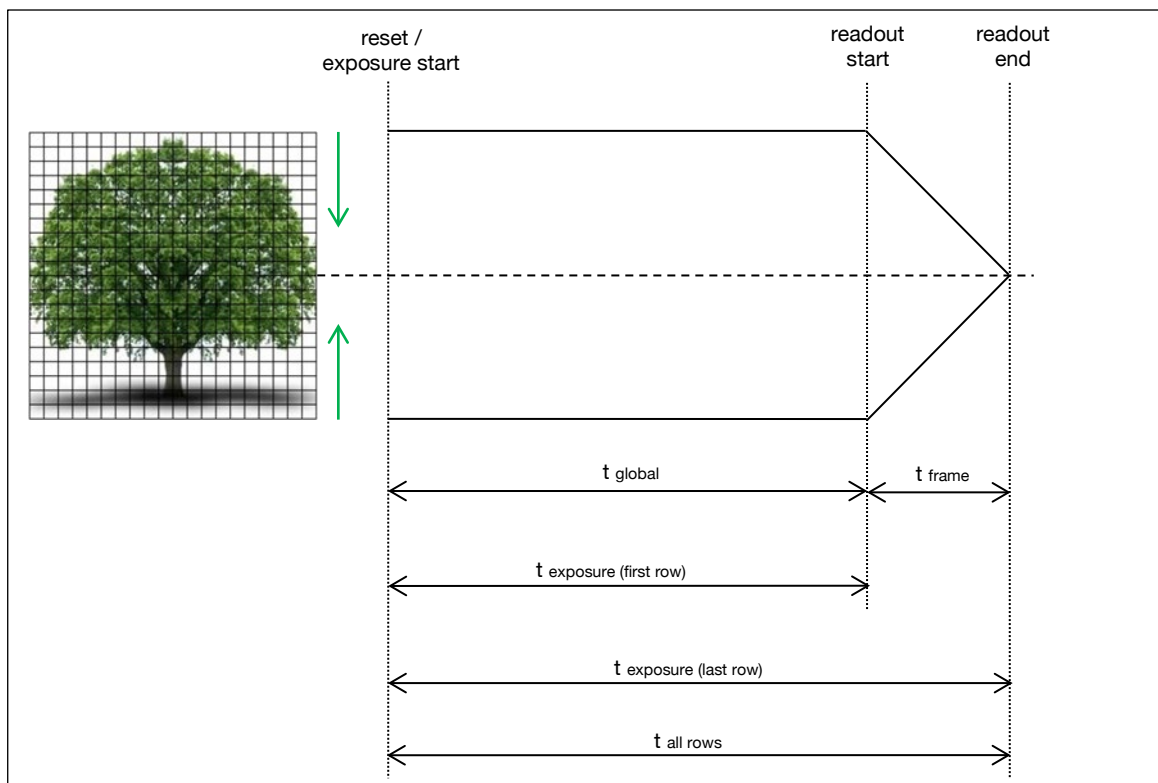 reset /
exposure start
readout
start
readout
end
t global
t frame
t exposure (first row)
t exposure (last row)
t all rows